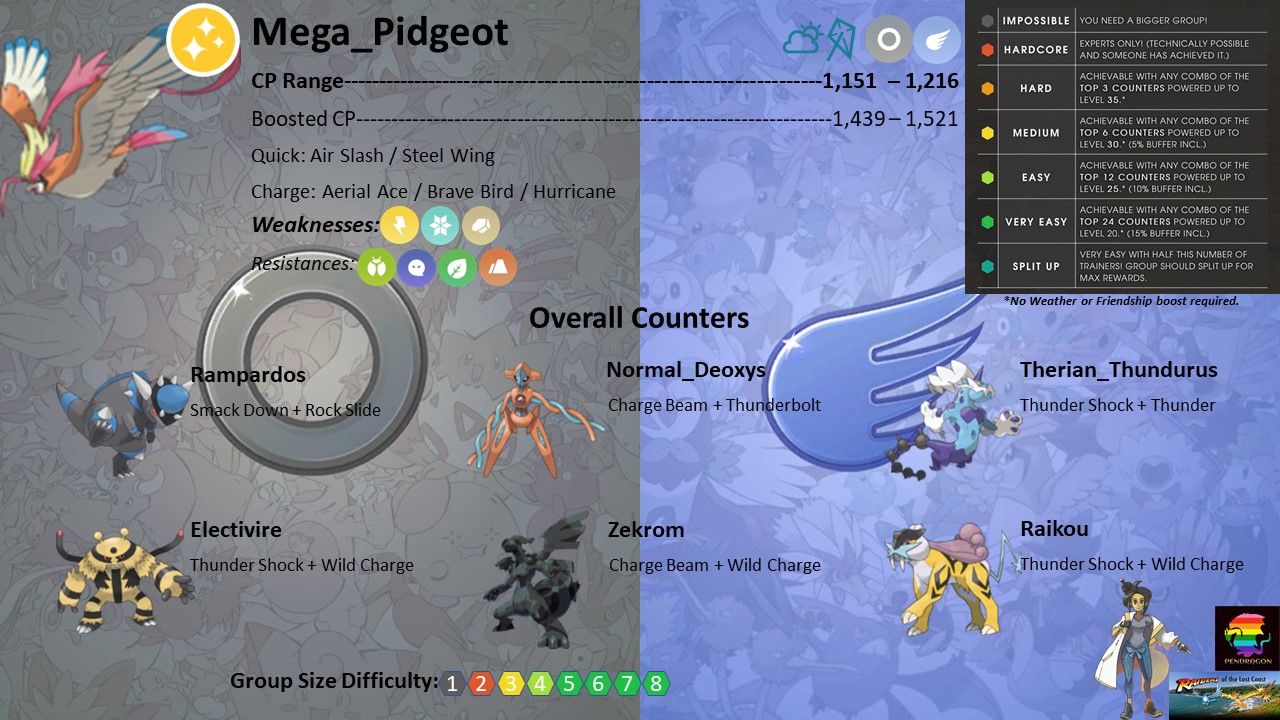 Mega_Pidgeot
CP Range----------------------------------------------------------------------------1,151 – 1,216
Boosted CP----------------------------------------------------------------------------1,439 – 1,521
Quick: Air Slash / Steel Wing
Charge: Aerial Ace / Brave Bird / Hurricane
Weaknesses:
Resistances:
IMPOSSIBLE YOU NEED A BIGGER GROUP!
HARDCORE EXPERTS ONLY! (TECHNICALLY POSSIBLE
AND SOMEONE HAS ACHIEVED IT.)
HARD ACHIEVABLE WITH ANY COMBO OF THE
TOP 3 COUNTERS POWERED UP TO
LEVEL 35.*
MEDIUM ACHIEVABLE WITH ANY COMBO OF THE
TOP 6 COUNTERS POWERED UP TO
LEVEL 30.* (5% BUFFER INCL.)
EASY ACHIEVABLE WITH ANY COMBO OF THE
TOP 12 COUNTERS POWERED UP TO
LEVEL 25.* (10% BUFFER INCL.)
VERY EASY ACHIEVABLE WITH ANY COMBO OF THE
TOP 24 COUNTERS POWERED UP TO
LEVEL 20.* (15% BUFFER INCL.)
SPLIT UP VERY EASY WITH HALF THIS NUMBER OF
TRAINERS! GROUP SHOULD SPLIT UP FOR
MAX REWARDS.
*No Weather or Friendship boost required.
Overall Counters
Rampardos
Smack Down + Rock Slide
Normal_Deoxys
Charge Beam + Thunderbolt
Therian_Thundurus
Thunder Shock + Thunder
Electivire
Thunder Shock + Wild Charge
Zekrom
Charge Beam + Wild Charge
Raikou
Thunder Shock + Wild Charge
Group Size Difficulty: 1 2 3 4 5 6 7 8
PENDRAGON
RAIDERS of the Lost Coast